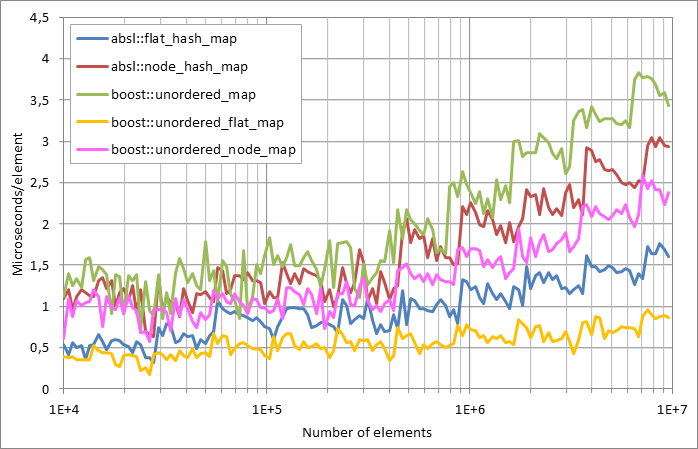 4,5
4
3,5
3
2,5
2
1,5
1
0,5
0
Microseconds/element
absl::flat_hash_map
absl::node_hash_map
boost::unordered_map
boost::unordered_flat_map
boost::unordered_node_map
1E+4 1E+5 1E+6 1E+7
Number of elements